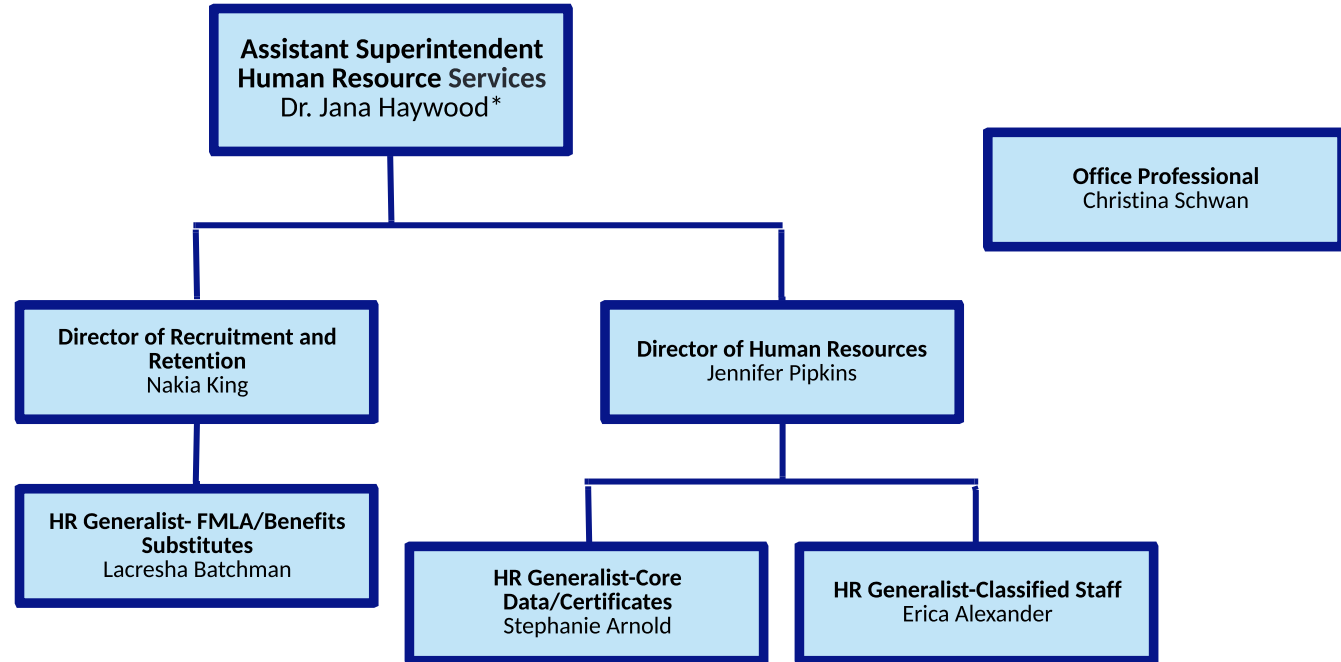 Assistant Superintendent
Human Resource Services
Dr. Jana Haywood*
Office Professional
Christina Schwan
Director of Recruitment and
Retention
Nakia King
Director of Human Resources
Jennifer Pipkins
HR Generalist- FMLA/Benefits
Substitutes
Lacresha Batchman
HR Generalist-Core
Data/Certificates
Stephanie Arnold
HR Generalist-Classified Staff
Erica Alexander